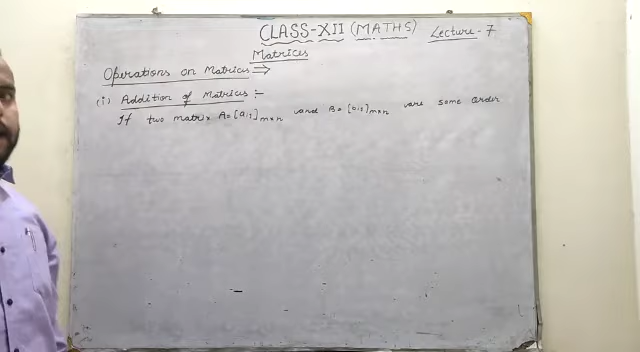 CLASS-XII (MATHS) Lecture-7
Matrices
Operations on Matrices ⇒
(i) Addition of Matrices :-
If two matrix A = [aij]m×n and B = [aij]m×n are same order